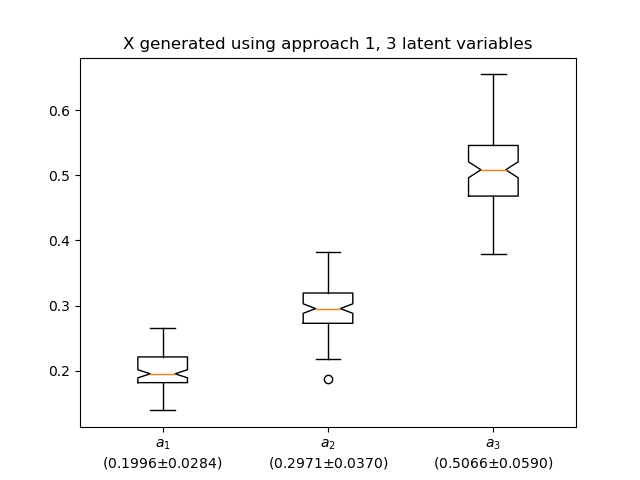 X generated using approach 1, 3 latent variables
0.6
0.5
0.4
0.3
0.2
a₁ a₂ a₃
(0.1996±0.0284) (0.2971±0.0370) (0.5066±0.0590)